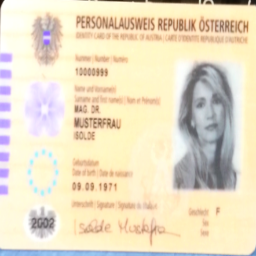 PERSONALAUSWEIS REPUBLIK ÖSTERREICH
IDENTITY CARD OF THE REPUBLIC OF AUSTRIA / CARTE D'IDENTITE REPUBLIQUE D'AUTRICHE
Nummer / Number / Numéro
10000999
Name und Vorname(n)
Surname and first name(s) / Nom et Prénom(s)
MAG. DR.
MUSTERFRAU
ISOLDE
Geburtsdatum
Date of birth / Date de naissance
09.09.1971
Unterschrift / Signature / Signature du titulaire
Isolde Musterfrau
Geschlecht F
Sex
Sexe
2002